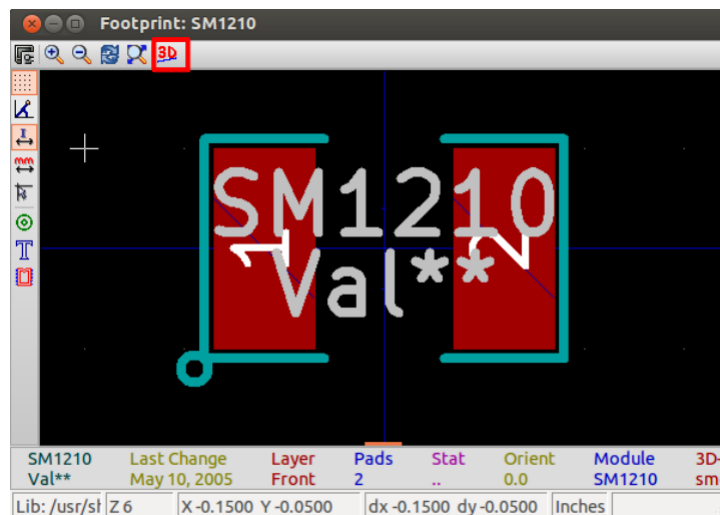 Footprint: SM1210
3D
SM1210
1
2
Val**
SM1210 Last Change Layer Pads Stat Orient Module 3D-
Val** May 10, 2005 Front 2 .. 0.0 SM1210 sm
Lib: /usr/sh Z 6 X -0.1500 Y -0.0500 dx -0.1500 dy -0.0500 Inches